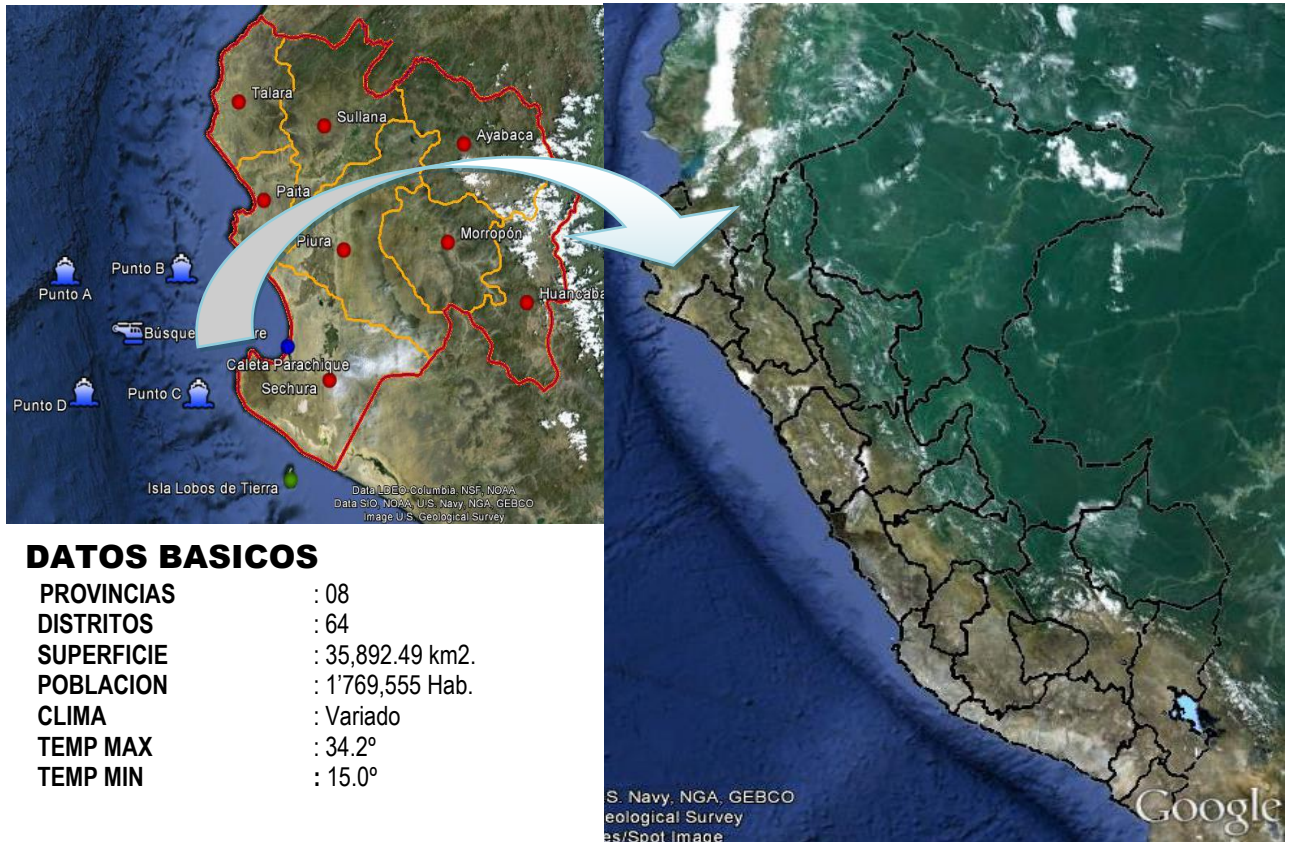 Talara
Sullana
Ayabaca
Paita
Piura
Morropón
Punto B
Punto A
Huancaba
Búsque re
Caleta Parachique
Sechura
Punto C
Punto D
Isla Lobos de Tierra
Data LDEO-Columbia, NSF, NOAA
Data SIO, NOAA, U.S. Navy, NGA, GEBCO
Image U.S. Geological Survey
DATOS BASICOS
PROVINCIAS : 08
DISTRITOS : 64
SUPERFICIE : 35,892.49 km2.
POBLACION : 1’769,555 Hab.
CLIMA : Variado
TEMP MAX : 34.2º
TEMP MIN : 15.0º
S. Navy, NGA, GEBCO
eological Survey
es/Spot Image
Google